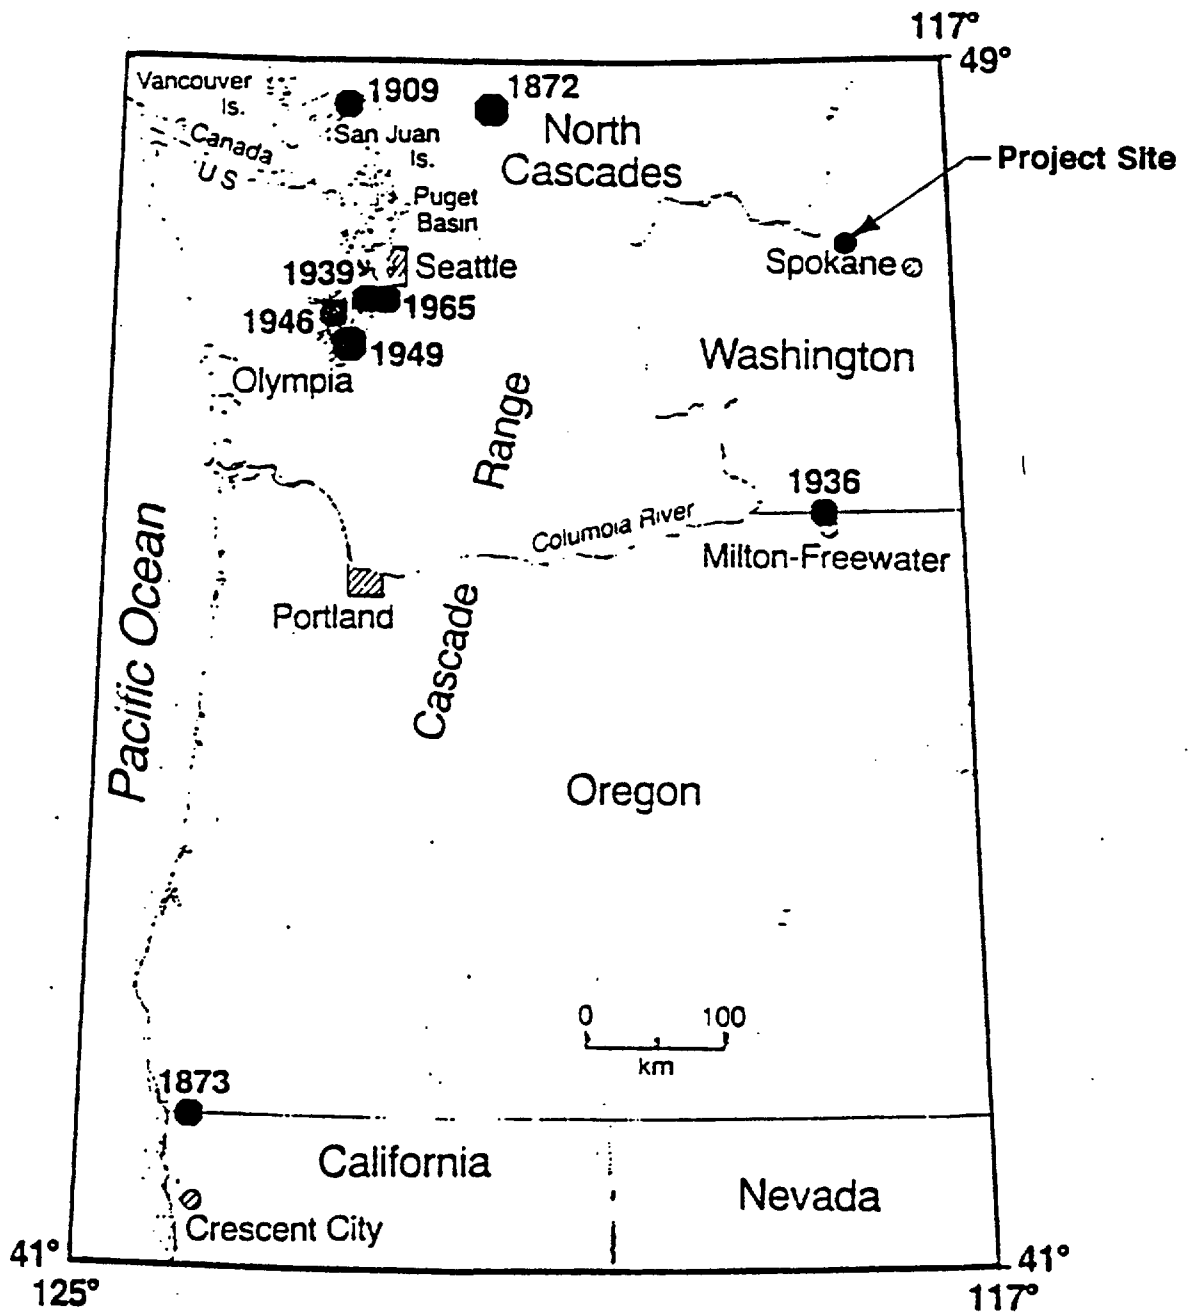 117°
49°
Vancouver
Is.
1909
1872
San Juan
Is.
North
Cascades
Canada
U S
Project Site
Puget
Basin
Spokane
1939
Seattle
1965
1946
1949
Washington
Olympia
Range
1936
Columbia River
Milton-Freewater
Portland
Pacific Ocean
Cascade
Oregon
0 100
km
1873
California
Nevada
Crescent City
41°
41°
125°
117°